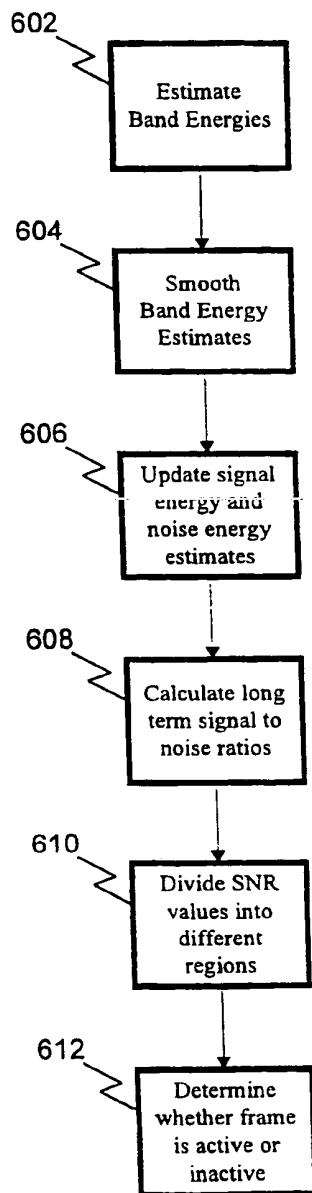 602
Estimate
Band Energies
604
Smooth
Band Energy
Estimates
606
Update signal
energy and
noise energy
estimates
608
Calculate long
term signal to
noise ratios
610
Divide SNR
values into
different
regions
612
Determine
whether frame
is active or
inactive